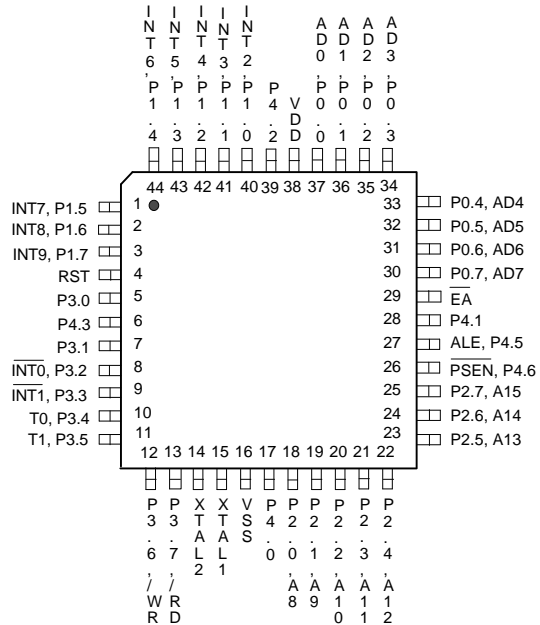 INT6, P1.4
INT5, P1.3
INT4, P1.2
INT3, P1.1
INT2, P1.0
P4.2
VDD
AD0, P0.0
AD1, P0.1
AD2, P0.2
AD3, P0.3
44 43 42 41 40 39 38 37 36 35 34
INT7, P1.5 1
INT8, P1.6 2
INT9, P1.7 3
RST 4
P3.0 5
P4.3 6
P3.1 7
INT0, P3.2 8
INT1, P3.3 9
T0, P3.4 10
T1, P3.5 11
33 P0.4, AD4
32 P0.5, AD5
31 P0.6, AD6
30 P0.7, AD7
29 EA
28 P4.1
27 ALE, P4.5
26 PSEN, P4.6
25 P2.7, A15
24 P2.6, A14
23 P2.5, A13
12 13 14 15 16 17 18 19 20 21 22
P3.6, /WR
P3.7, /RD
XTAL2
XTAL1
VSS
P4.0
P2.0, A8
P2.1, A9
P2.2, A10
P2.3, A11
P2.4, A12